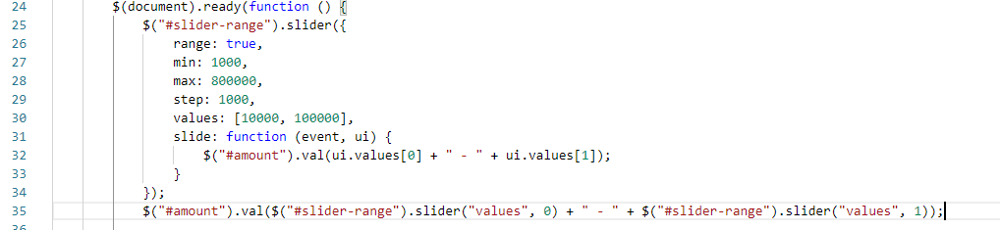 24 $(document).ready(function () {
25 $("#slider-range").slider({
26 range: true,
27 min: 1000,
28 max: 800000,
29 step: 1000,
30 values: [10000, 100000],
31 slide: function (event, ui) {
32 $("#amount").val(ui.values[0] + " - " + ui.values[1]);
33 }
34 });
35 $("#amount").val($("#slider-range").slider("values", 0) + " - " + $("#slider-range").slider("values", 1));
36